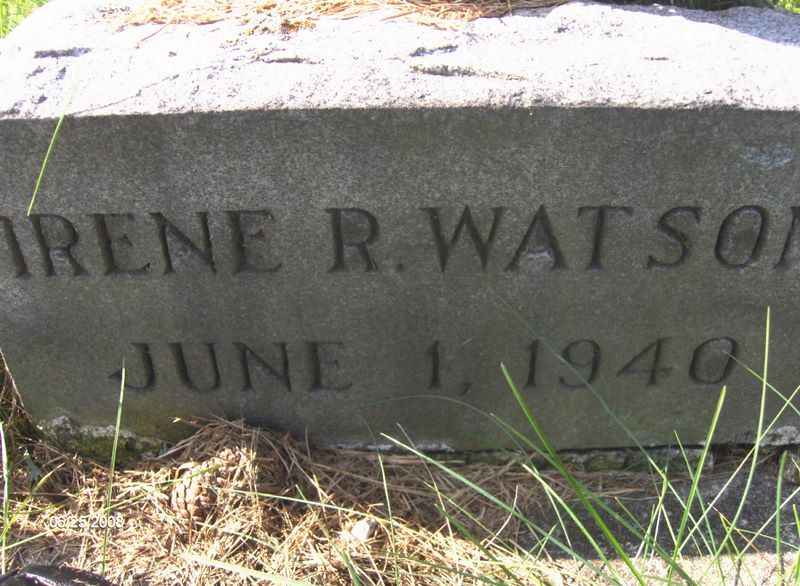 IRENE R. WATSON
JUNE 1, 1940
06/25/2008